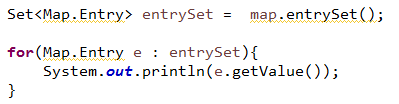 Set<Map.Entry> entrySet =  map.entrySet();
for(Map.Entry e : entrySet){
    System.out.println(e.getValue());
}